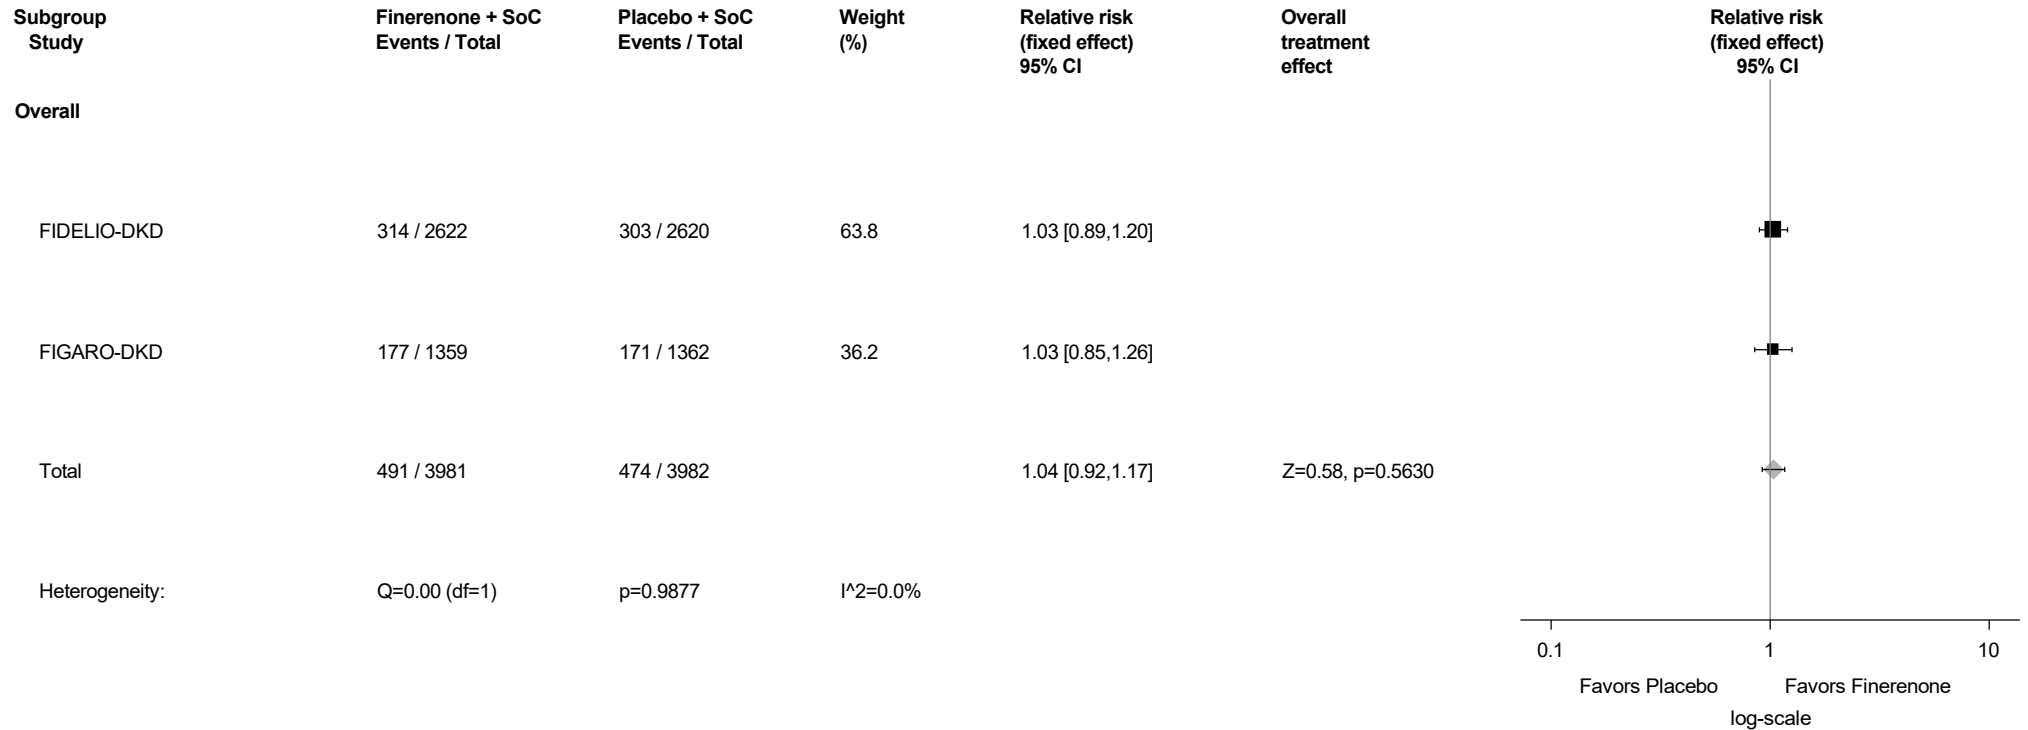 Subgroup Finerenone + SoC Placebo + SoC Weight Relative risk Overall Relative risk
Study Events / Total Events / Total (%) (fixed effect) treatment (fixed effect)
95% CI effect 95% CI
Overall
FIDELIO-DKD 314 / 2622 303 / 2620 63.8 1.03 [0.89,1.20]
FIGARO-DKD 177 / 1359 171 / 1362 36.2 1.03 [0.85,1.26]
Total 491 / 3981 474 / 3982 1.04 [0.92,1.17] Z=0.58, p=0.5630
Heterogeneity: Q=0.00 (df=1) p=0.9877 I^2=0.0%
0.1 1 10
Favors Placebo Favors Finerenone
log-scale